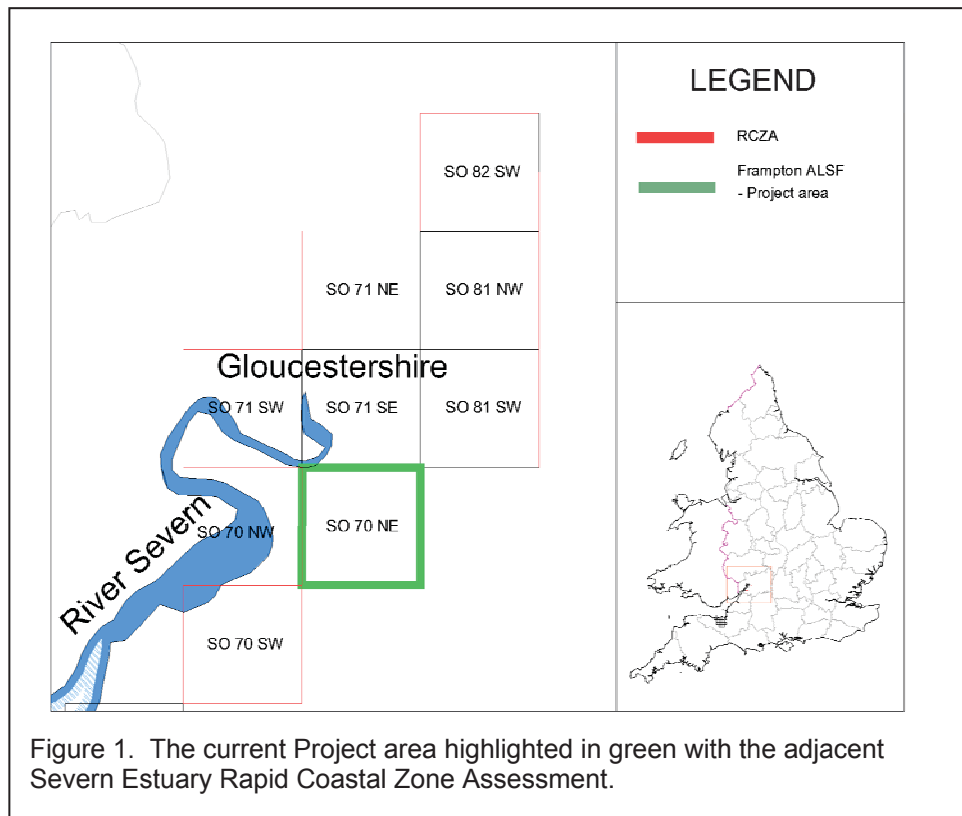 LEGEND
RCZA
Frampton ALSF
- Project area
SO 82 SW
SO 71 NE
SO 81 NW
Gloucestershire
SO 71 SW
SO 71 SE
SO 81 SW
SO 70 NW
SO 70 NE
River Severn
SO 70 SW
Figure 1. The current Project area highlighted in green with the adjacent
Severn Estuary Rapid Coastal Zone Assessment.